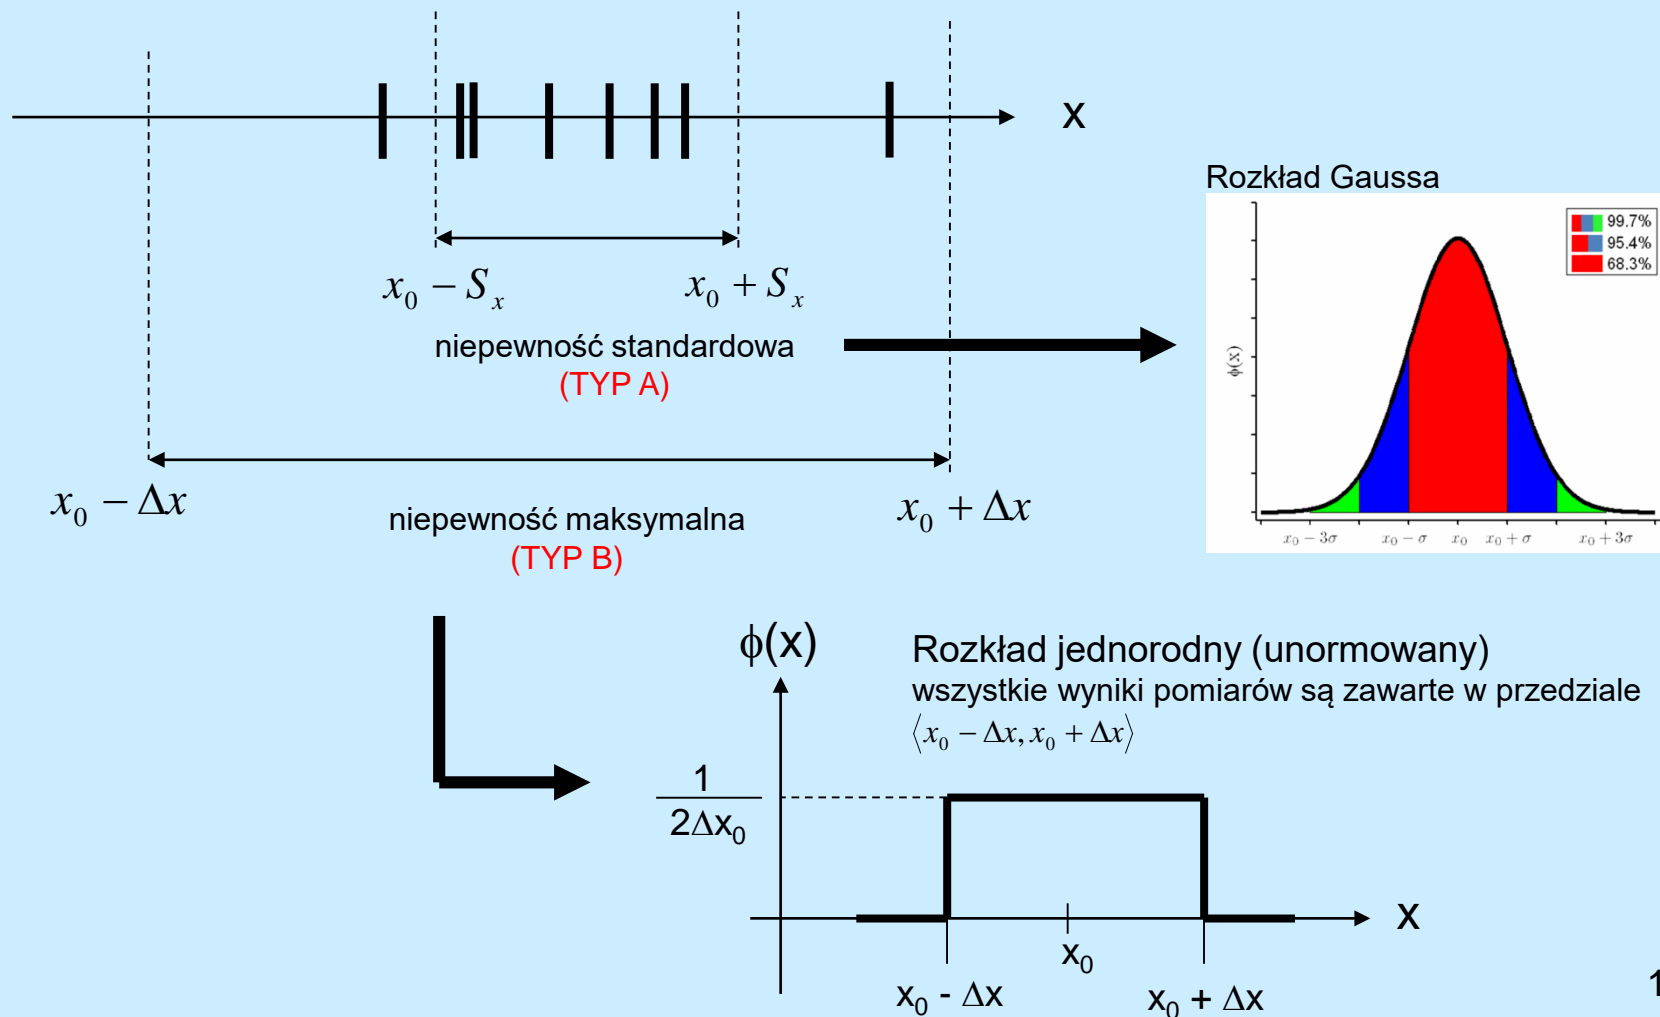 x
x₀ − Sₓ
x₀ + Sₓ
niepewność standardowa
(TYP A)
x₀ − Δx
x₀ + Δx
niepewność maksymalna
(TYP B)
Rozkład Gaussa
99.7%
95.4%
68.3%
ϕ(x)
x₀ − 3σ
x₀ − σ
x₀
x₀ + σ
x₀ + 3σ
ϕ(x)
Rozkład jednorodny (unormowany)
wszystkie wyniki pomiarów są zawarte w przedziale
⟨x₀ − Δx, x₀ + Δx⟩
1
2Δx₀
x
x₀
x₀ - Δx
x₀ + Δx
1